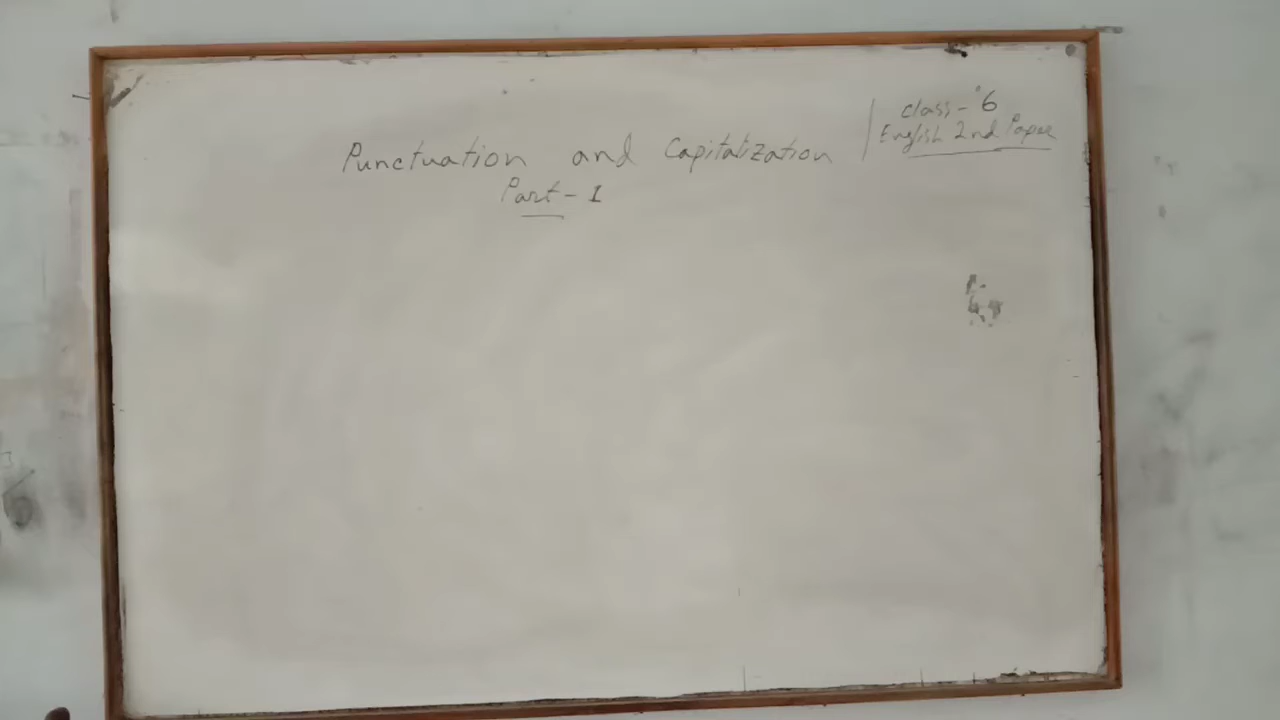 Punctuation and Capitalization
Part - 1
Class - 6
English 2nd Paper